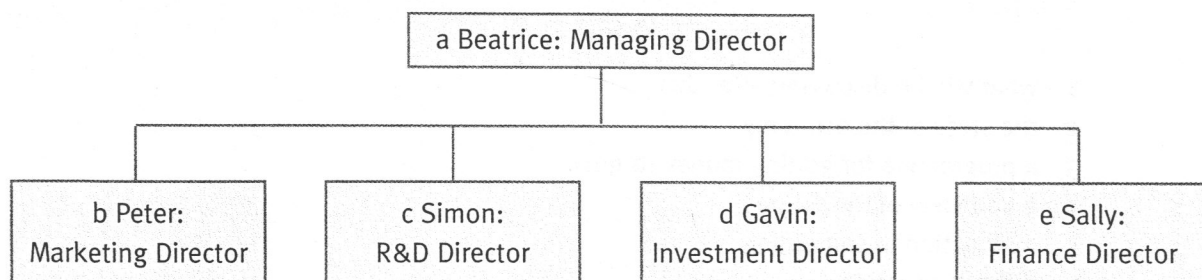 a Beatrice: Managing Director
b Peter:
Marketing Director
c Simon:
R&D Director
d Gavin:
Investment Director
e Sally:
Finance Director